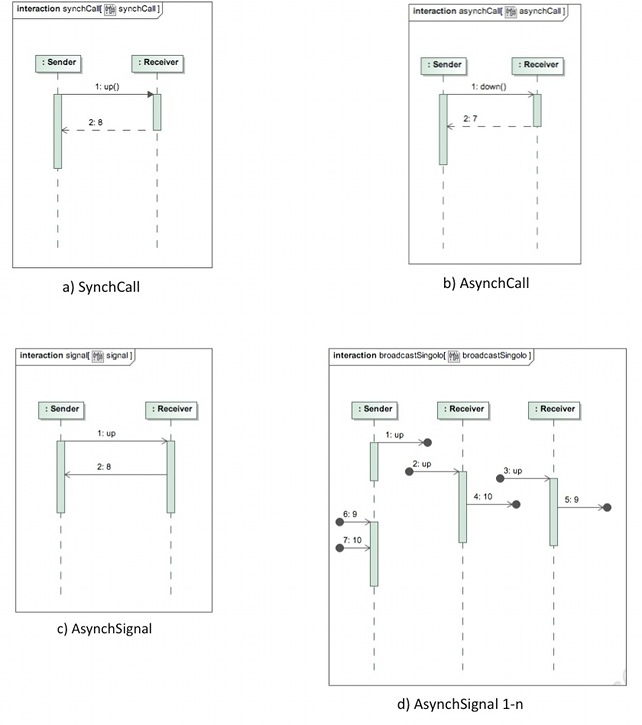 interaction synchCall[ synchCall ]
: Sender
: Receiver
1: up()
2: 8
a) SynchCall
interaction asynchCall[ asynchCall ]
: Sender
: Receiver
1: down()
2: 7
b) AsynchCall
interaction signal[ signal ]
: Sender
: Receiver
1: up
2: 8
c) AsynchSignal
interaction broadcastSingolo[ broadcastSingolo ]
: Sender
: Receiver
: Receiver
1: up
2: up
3: up
4: 10
5: 9
6: 9
7: 10
d) AsynchSignal 1-n